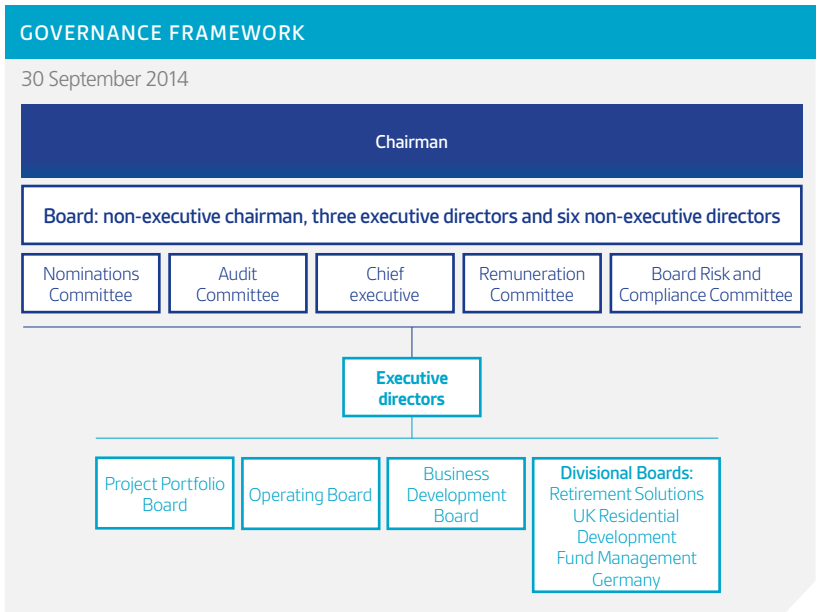 GOVERNANCE FRAMEWORK
30 September 2014
Chairman
Board: non-executive chairman, three executive directors and six non-executive directors
Nominations
Committee
Audit
Committee
Chief
executive
Remuneration
Committee
Board Risk and
Compliance Committee
Executive
directors
Project Portfolio
Board
Operating Board
Business
Development
Board
Divisional Boards:
Retirement Solutions
UK Residential
Development
Fund Management
Germany